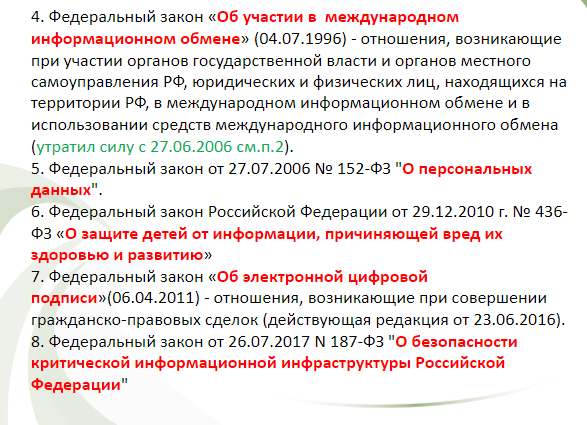 4. Федеральный закон «Об участии в  международном
информационном обмене» (04.07.1996) - отношения, возникающие
при участии органов государственной власти и органов местного
самоуправления РФ, юридических и физических лиц, находящихся на
территории РФ, в международном информационном обмене и в
использовании средств международного информационного обмена
(утратил силу с 27.06.2006 см.п.2).
5. Федеральный закон от 27.07.2006 № 152-ФЗ "О персональных
данных".
6. Федеральный закон Российской Федерации от 29.12.2010 г. № 436-
ФЗ «О защите детей от информации, причиняющей вред их
здоровью и развитию»
7. Федеральный закон «Об электронной цифровой
подписи»(06.04.2011) - отношения, возникающие при совершении
гражданско-правовых сделок (действующая редакция от 23.06.2016).
8. Федеральный закон от 26.07.2017 N 187-ФЗ "О безопасности
критической информационной инфраструктуры Российской
Федерации"